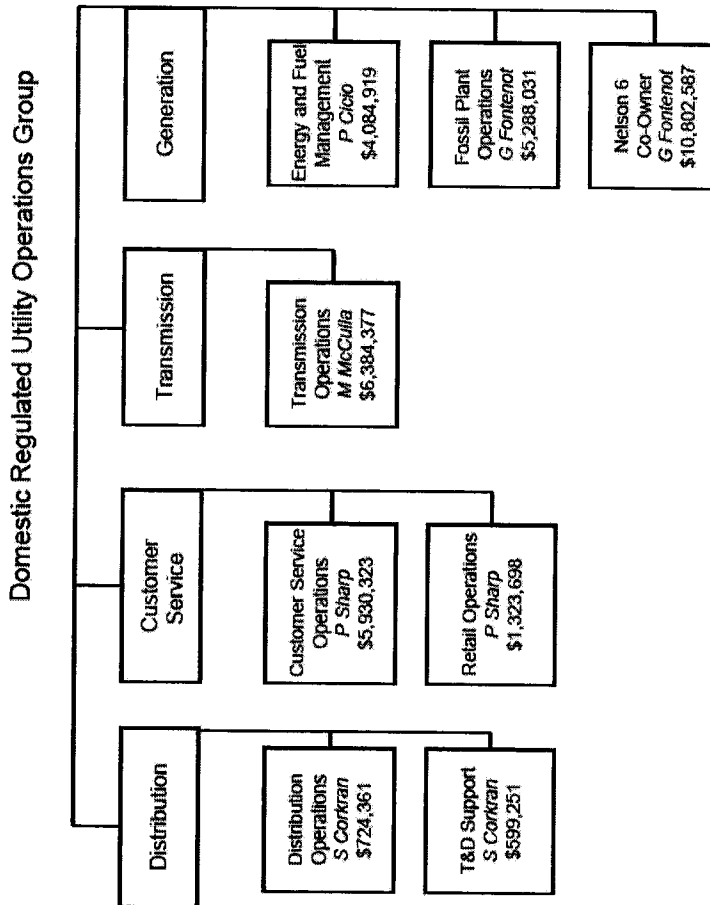 Domestic Regulated Utility Operations Group
Distribution
Customer
Service
Transmission
Generation
Distribution
Operations
S Corkran
$724,361
T&D Support
S Corkran
$599,251
Customer Service
Operations
P Sharp
$5,930,323
Retail Operations
P Sharp
$1,323,698
Transmission
Operations
M McCulla
$6,384,377
Energy and Fuel
Management
P Cicio
$4,084,919
Fossil Plant
Operations
G Fontenot
$5,288,031
Nelson 6
Co-Owner
G Fontenot
$10,802,587